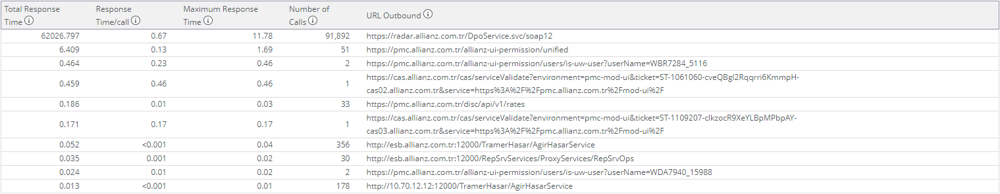 Total Response Time Response Time/call Maximum Response Time Number of Calls URL Outbound
62026.797 0.67 11.78 91,892 https://radar.allianz.com.tr/DpoService.svc/soap12
6.409 0.13 1.69 51 https://pmc.allianz.com.tr/allianz-ui-permission/unified
0.464 0.23 0.46 2 https://pmc.allianz.com.tr/allianz-ui-permission/users/is-uw-user?userName=WBR7284_5116
0.459 0.46 0.46 1 https://cas.allianz.com.tr/cas/serviceValidate?environment=pmc-mod-ui&ticket=ST-1061060-cveQBgl2Rqqrri6KmmpH-
cas02.allianz.com.tr&service=https%3A%2F%2Fpmc.allianz.com.tr%2Fmod-ui%2F
0.186 0.01 0.03 33 https://pmc.allianz.com.tr/disc/api/v1/rates
0.171 0.17 0.17 1 https://cas.allianz.com.tr/cas/serviceValidate?environment=pmc-mod-ui&ticket=ST-1109207-clkzocR9XeYLBpMPbpAY-
cas03.allianz.com.tr&service=https%3A%2F%2Fpmc.allianz.com.tr%2Fmod-ui%2F
0.052 <0.001 0.04 356 http://esb.allianz.com.tr:12000/TramerHasar/AgirHasarService
0.035 0.001 0.02 30 http://esb.allianz.com.tr:12000/RepSrvServices/ProxyServices/RepSrvOps
0.024 0.01 0.02 2 https://pmc.allianz.com.tr/allianz-ui-permission/users/is-uw-user?userName=WDA7940_15988
0.013 <0.001 0.01 178 http://10.70.12.12:12000/TramerHasar/AgirHasarService